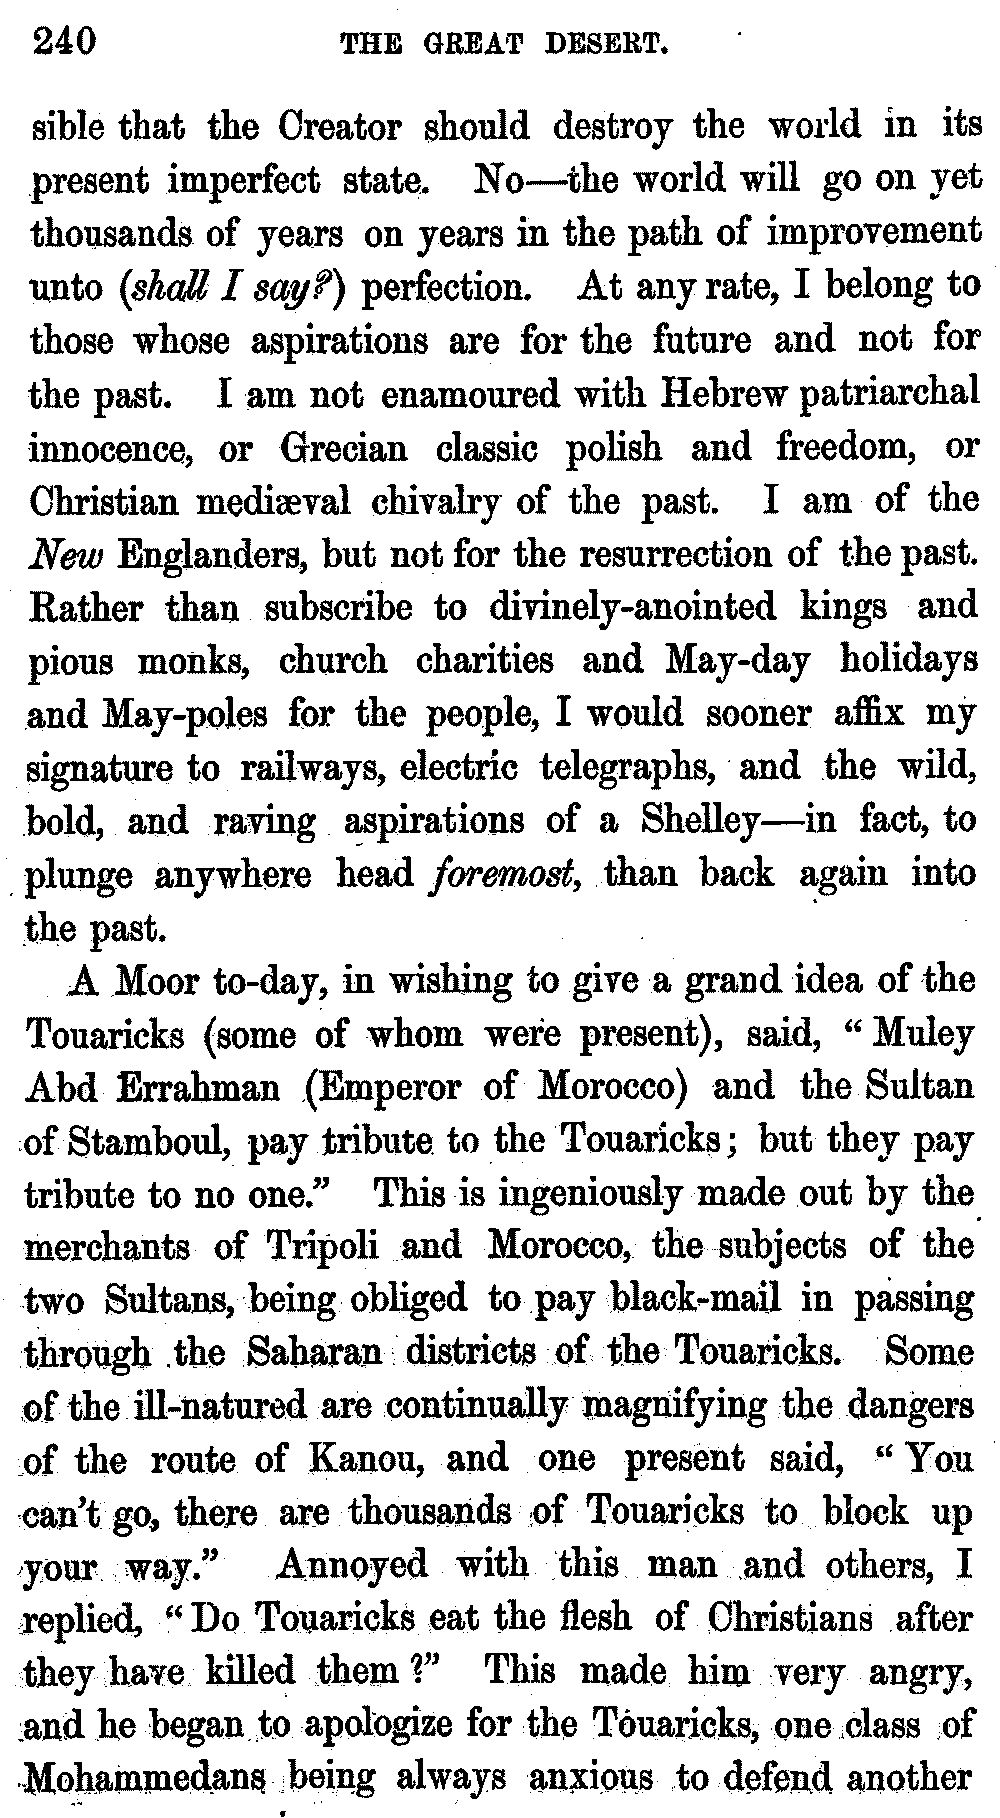 240 THE GREAT DESERT.
sible that the Creator should destroy the world in its
present imperfect state. No—the world will go on yet
thousands of years on years in the path of improvement
unto (shall I say?) perfection. At any rate, I belong to
those whose aspirations are for the future and not for
the past. I am not enamoured with Hebrew patriarchal
innocence, or Grecian classic polish and freedom, or
Christian mediæval chivalry of the past. I am of the
New Englanders, but not for the resurrection of the past.
Rather than subscribe to divinely-anointed kings and
pious monks, church charities and May-day holidays
and May-poles for the people, I would sooner affix my
signature to railways, electric telegraphs, and the wild,
bold, and raving aspirations of a Shelley—in fact, to
plunge anywhere head foremost, than back again into
the past.
A Moor to-day, in wishing to give a grand idea of the
Touaricks (some of whom were present), said, “Muley
Abd Errahman (Emperor of Morocco) and the Sultan
of Stamboul, pay tribute to the Touaricks; but they pay
tribute to no one.” This is ingeniously made out by the
merchants of Tripoli and Morocco, the subjects of the
two Sultans, being obliged to pay black-mail in passing
through the Saharan districts of the Touaricks. Some
of the ill-natured are continually magnifying the dangers
of the route of Kanou, and one present said, “You
can't go, there are thousands of Touaricks to block up
your way.” Annoyed with this man and others, I
replied, “Do Touaricks eat the flesh of Christians after
they have killed them?” This made him very angry,
and he began to apologize for the Touaricks, one class of
Mohammedans being always anxious to defend another